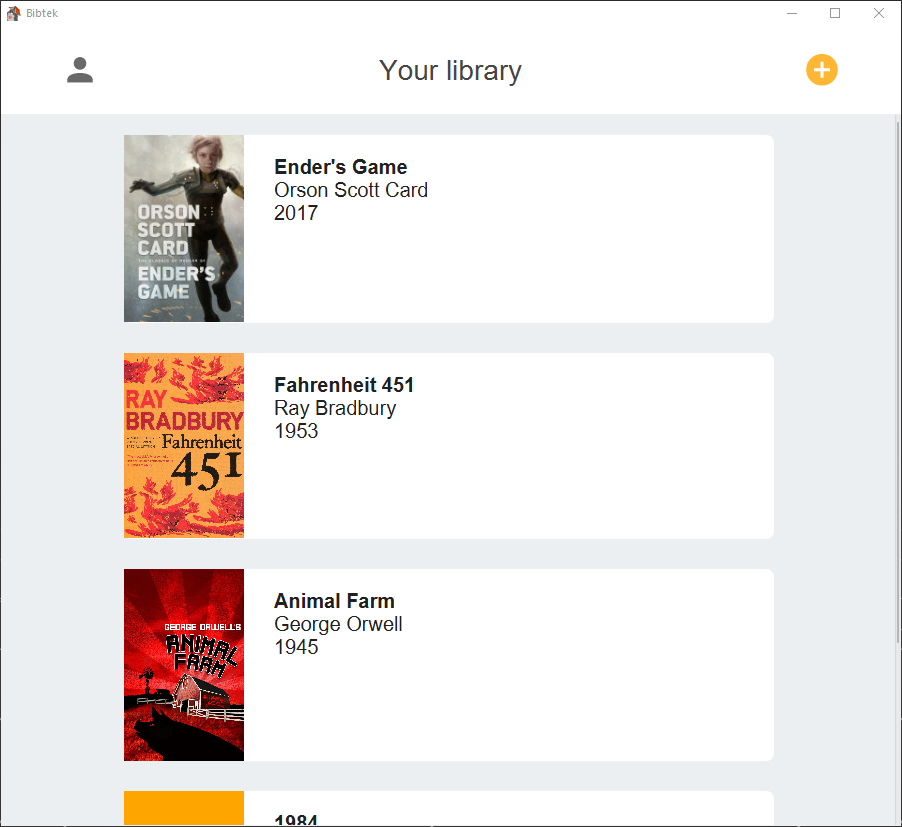 Bibtek
Your library
ORSON
SCOTT
CARD
ENDER'S
GAME
Ender's Game
Orson Scott Card
2017
RAY
BRADBURY
Fahrenheit
451
Fahrenheit 451
Ray Bradbury
1953
GEORGE ORWELL'S
ANIMAL
FARM
Animal Farm
George Orwell
1945
1984